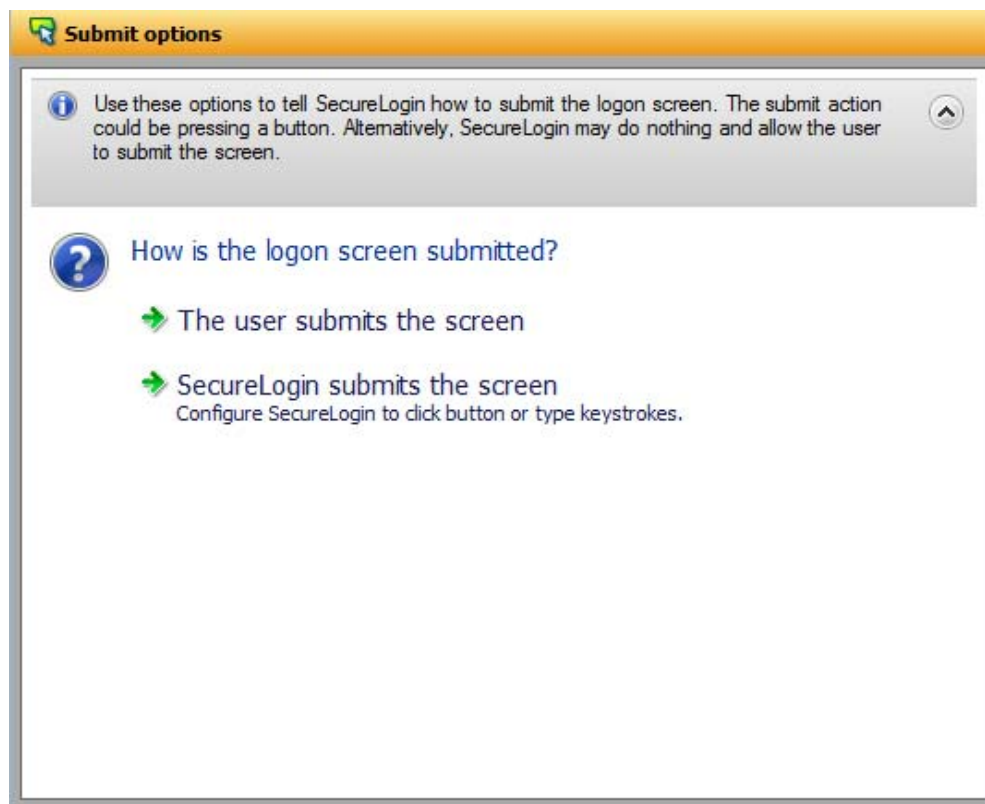 Submit options
Use these options to tell SecureLogin how to submit the logon screen. The submit action
could be pressing a button. Alternatively, SecureLogin may do nothing and allow the user
to submit the screen.
How is the logon screen submitted?
The user submits the screen
SecureLogin submits the screen
Configure SecureLogin to click button or type keystrokes.